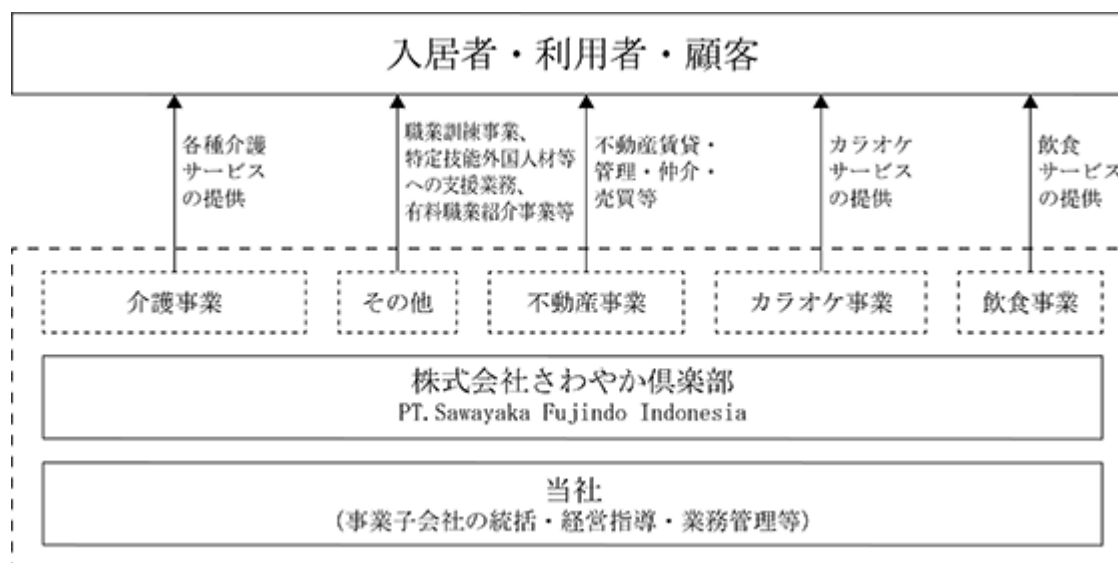 入居者・利用者・顧客
各種介護
サービス
の提供
職業訓練事業、
特定技能外国人材等
への支援業務、
有料職業紹介事業等
不動産賃貸・
管理・仲介・
売買等
カラオケ
サービス
の提供
飲食
サービス
の提供
介護事業
その他
不動産事業
カラオケ事業
飲食事業
株式会社さわやか倶楽部
PT.Sawayaka Fujindo Indonesia
当社
(事業子会社の統括・経営指導・業務管理等)